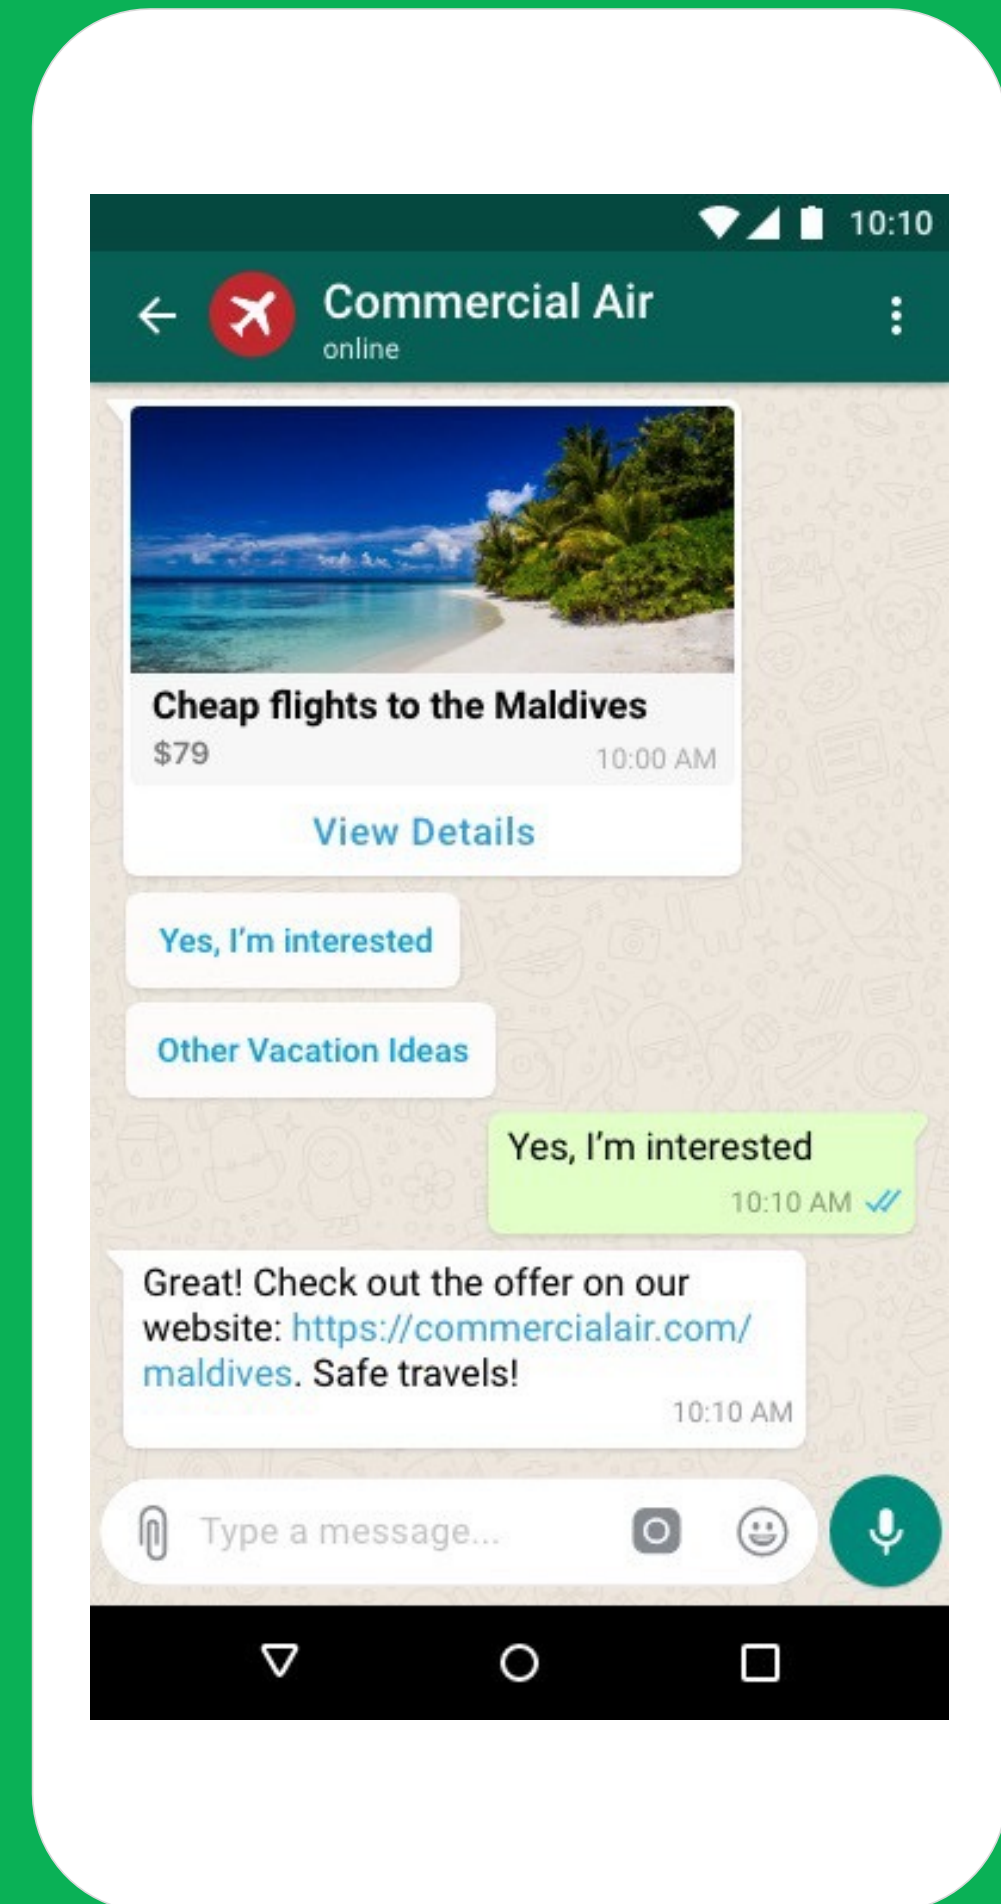 10:10
Commercial Air
online
Cheap flights to the Maldives
$79
10:00 AM
View Details
Yes, I’m interested
Other Vacation Ideas
Yes, I’m interested
10:10 AM
Great! Check out the offer on our
website: https://commercialair.com/
maldives. Safe travels!
10:10 AM
Type a message...